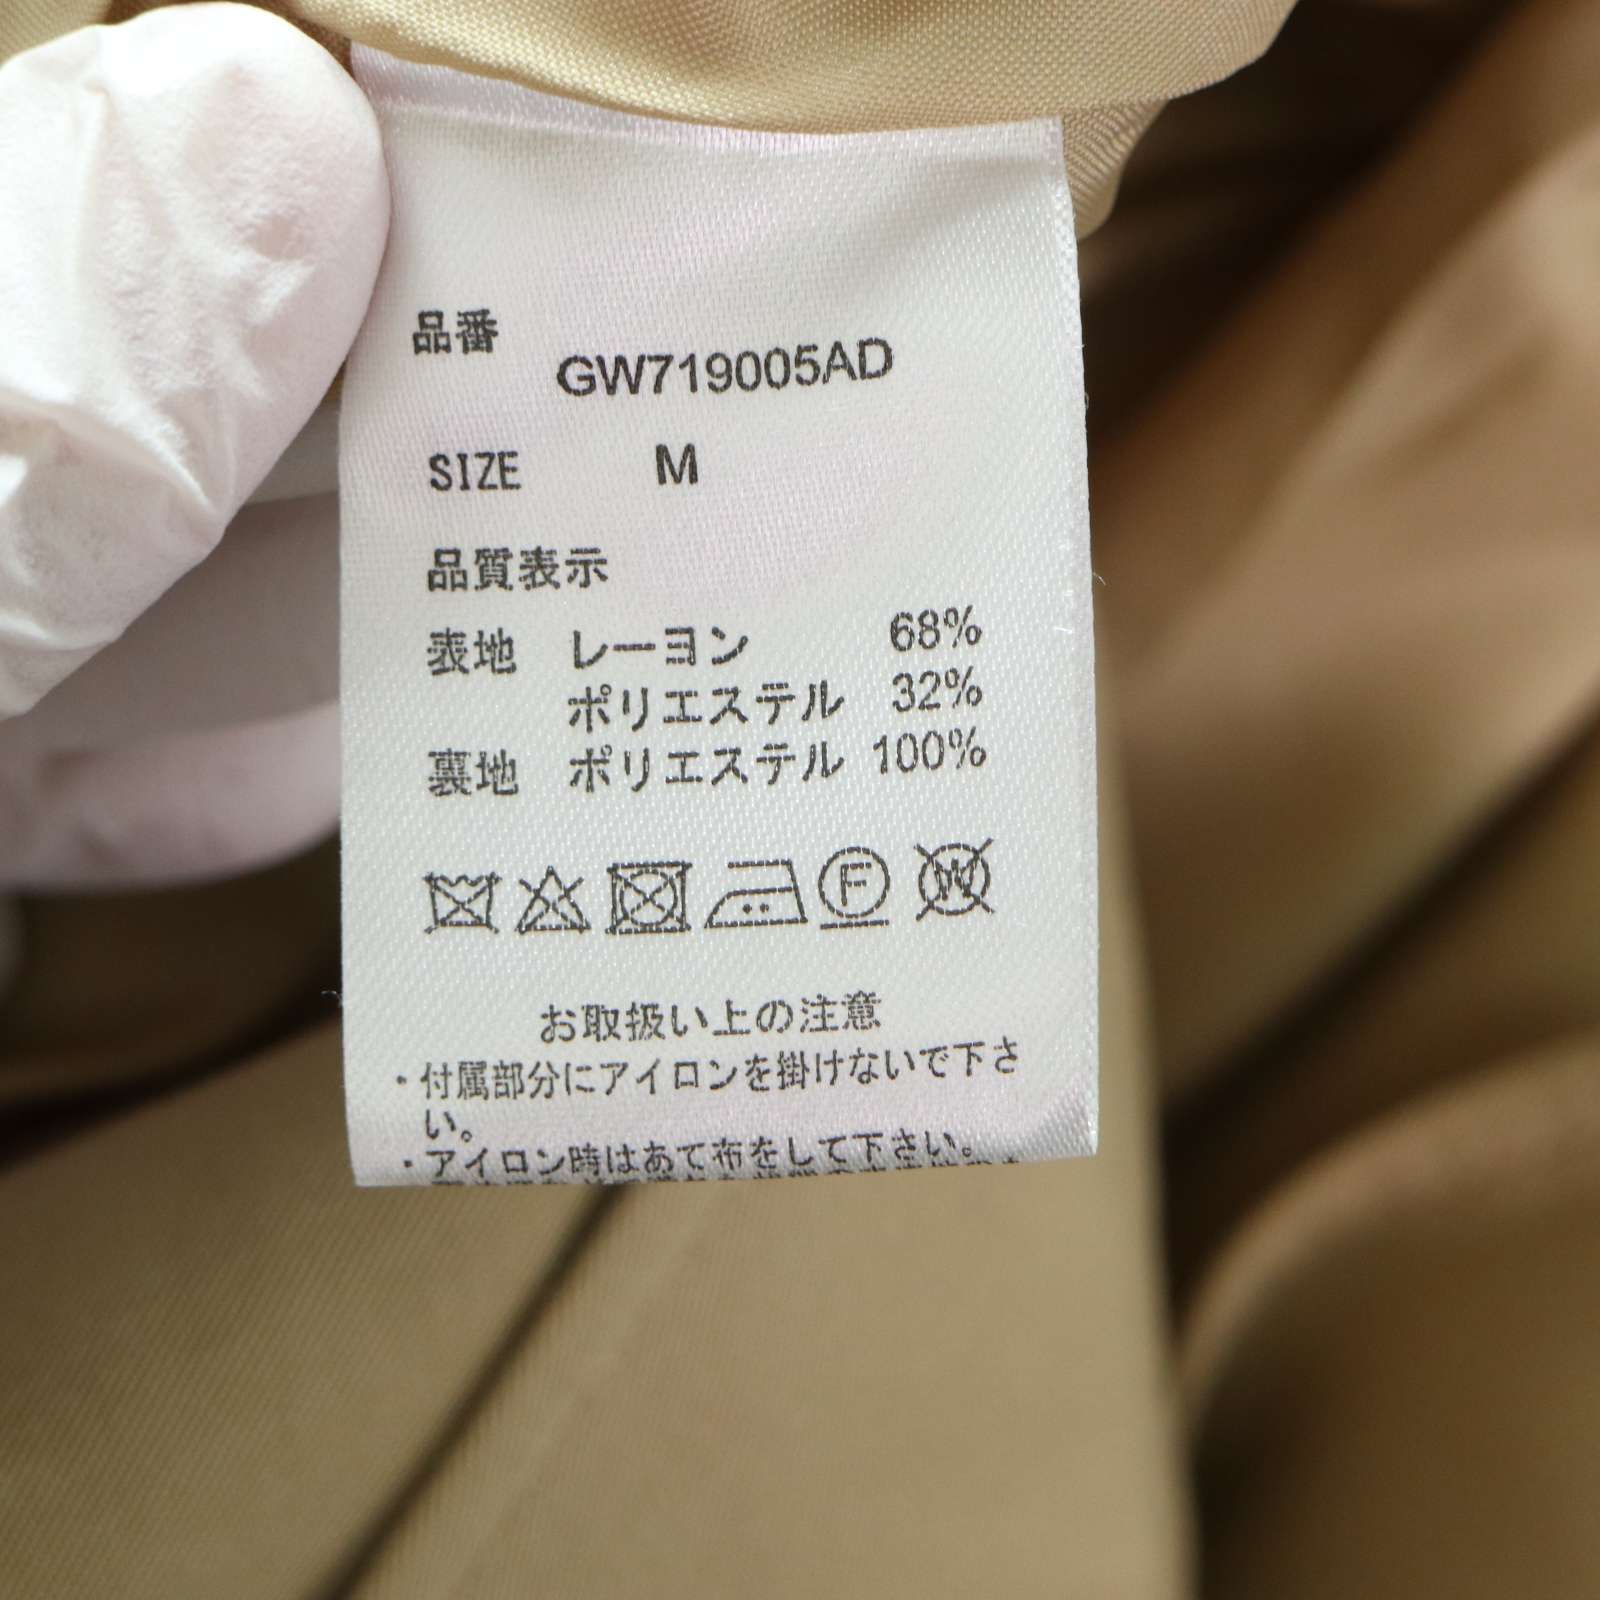 品番
GW719005AD
SIZE M
品質表示
表地 レーヨン 68%
ポリエステル 32%
裏地 ポリエステル 100%
F W
お取扱い上の注意
・付属部分にアイロンを掛けないで下さ
い。
・アイロン時はあて布をして下さい。